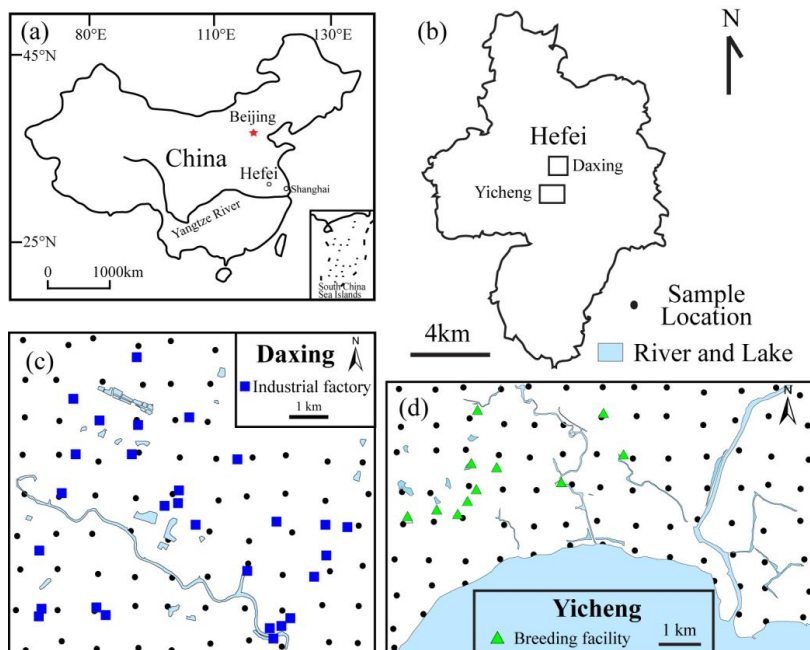 (a)
80°E
110°E
130°E
45°N
25°N
Beijing
China
Hefei
Shanghai
Yangtze River
0 1000km
South China
Sea Islands
(b)
N
Hefei
Daxing
Yicheng
4km
Sample
Location
River and Lake
(c)
Daxing
N
Industrial factory
1 km
(d)
N
Yicheng
Breeding facility
1 km